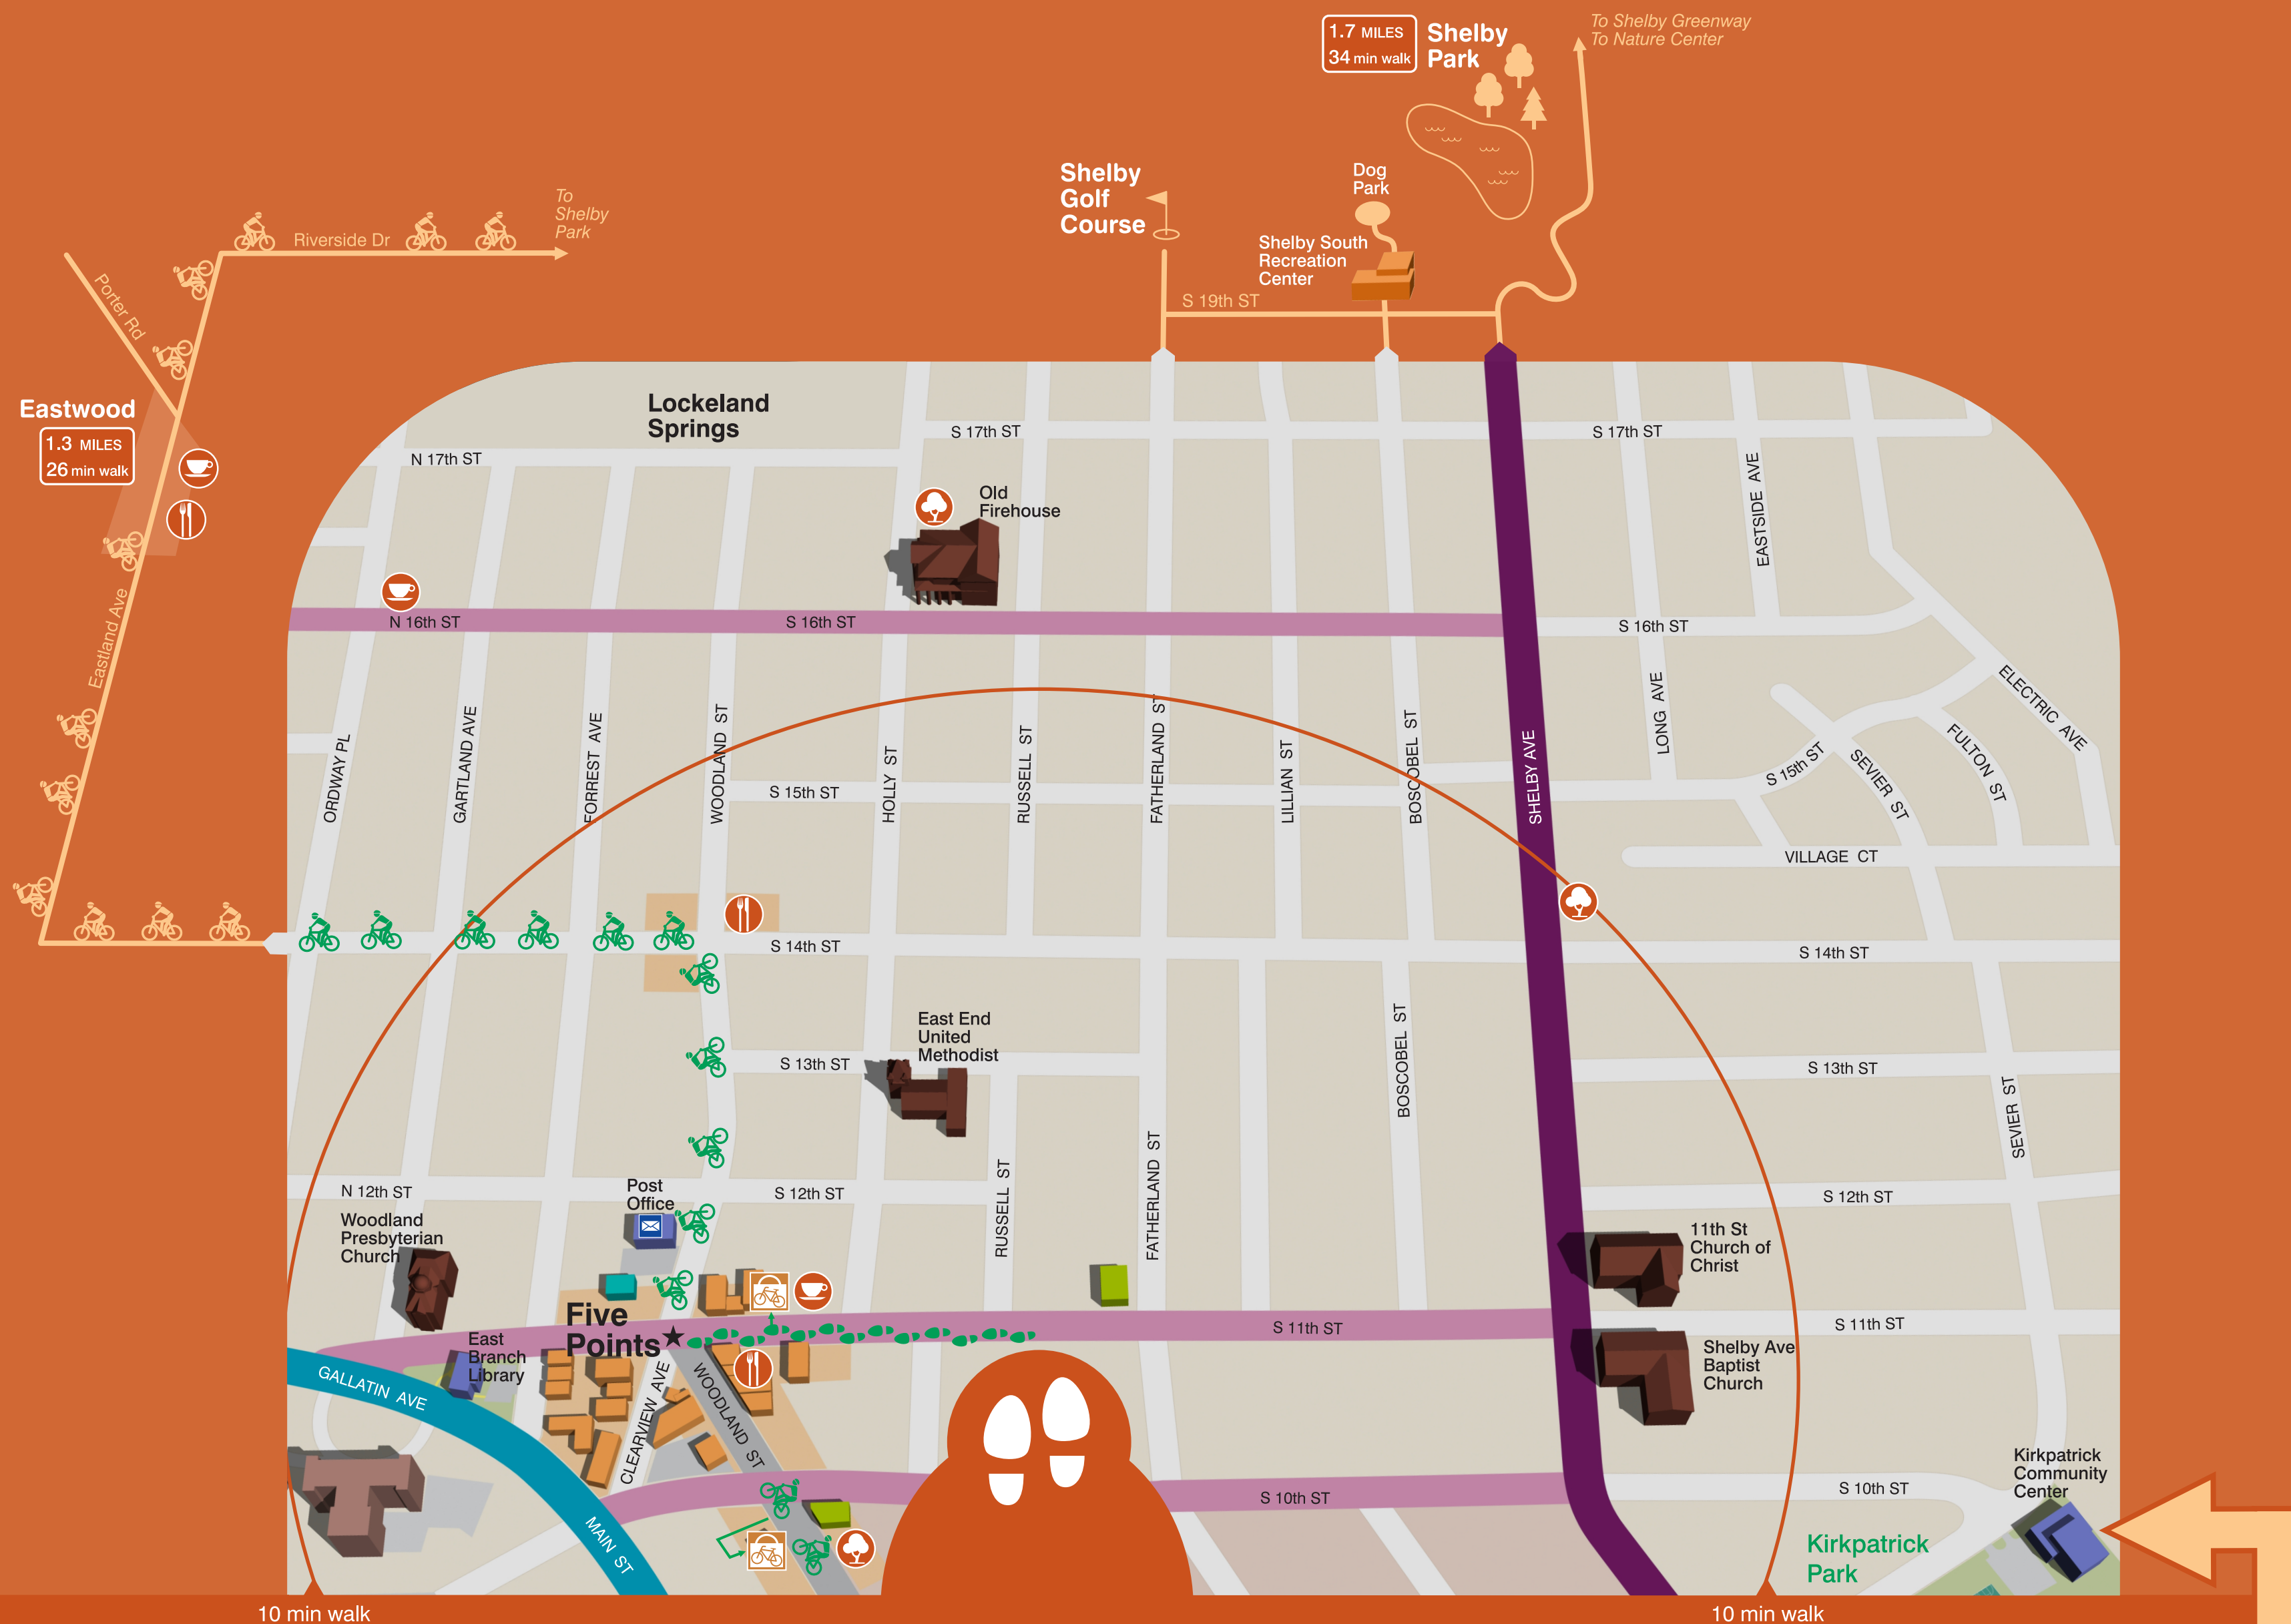 1.7 MILES
34 min walk
Shelby
Park
To Shelby Greenway
To Nature Center
Shelby
Golf
Course
Dog
Park
Shelby South
Recreation
Center
S 19th ST
To
Shelby
Park
Riverside Dr
Porter Rd
Eastwood
1.3 MILES
26 min walk
Eastland Ave
Lockeland
Springs
S 17th ST
S 17th ST
N 17th ST
Old
Firehouse
EASTSIDE AVE
N 16th ST
S 16th ST
S 16th ST
ORDWAY PL
GARTLAND AVE
FORREST AVE
WOODLAND ST
HOLLY ST
RUSSELL ST
FATHERLAND ST
LILLIAN ST
BOSCOBEL ST
SHELBY AVE
LONG AVE
ELECTRIC AVE
FULTON ST
SEVIER ST
S 15th ST
S 15th ST
VILLAGE CT
S 14th ST
S 14th ST
East End
United
Methodist
S 13th ST
S 13th ST
BOSCOBEL ST
SEVIER ST
N 12th ST
S 12th ST
S 12th ST
Post
Office
RUSSELL ST
FATHERLAND ST
Woodland
Presbyterian
Church
11th St
Church of
Christ
Five
Points
S 11th ST
S 11th ST
East
Branch
Library
Shelby Ave
Baptist
Church
GALLATIN AVE
CLEARVIEW AVE
WOODLAND ST
MAIN ST
S 10th ST
S 10th ST
Kirkpatrick
Community
Center
Kirkpatrick
Park
10 min walk
10 min walk